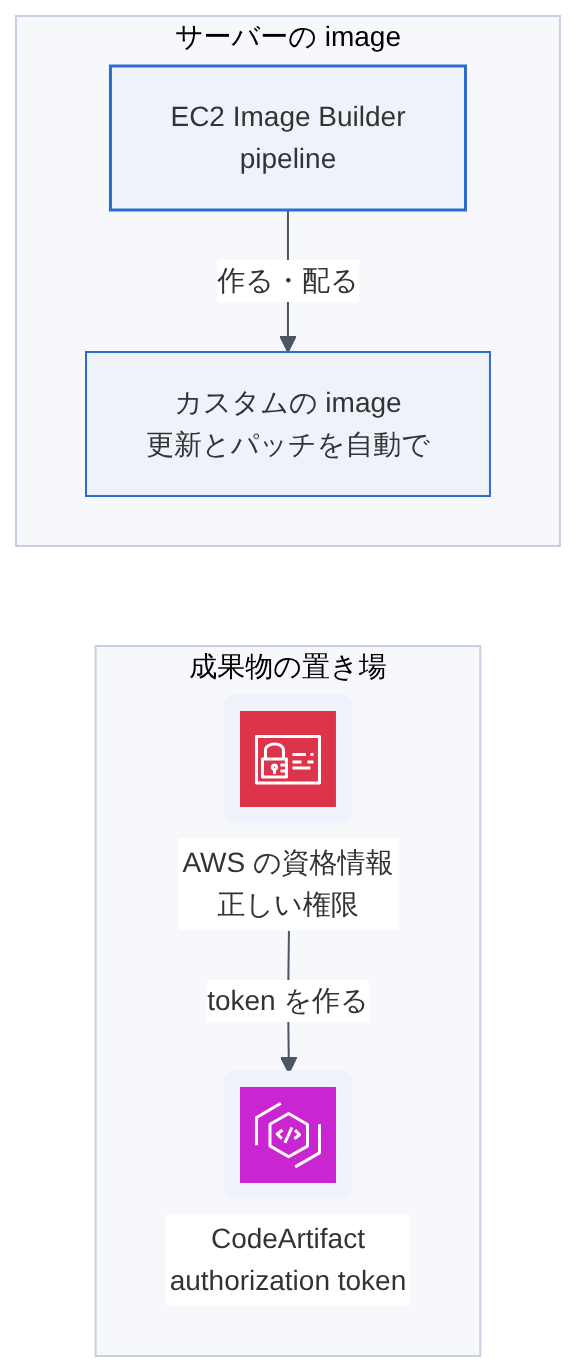 サーバーの image
EC2 Image Builder
pipeline
作る・配る
カスタムの image
更新とパッチを自動で
成果物の置き場
AWS の資格情報
正しい権限
token を作る
CodeArtifact
authorization token